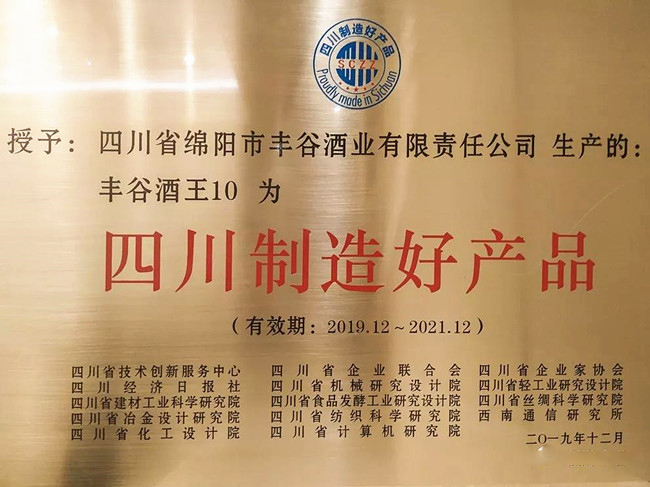 四川制造好产品
SCZZ
Proudly made in Sichuan
授予：四川省绵阳市丰谷酒业有限责任公司 生产的：
丰谷酒王10 为
四川制造好产品
（有效期：2019.12～2021.12）
四川省技术创新服务中心 四川省企业联合会 四川省企业家协会
四川经济日报社 四川省机械研究设计院 四川省轻工业研究设计院
四川省建材工业科学研究院 四川省食品发酵工业研究设计院 四川省丝绸科学研究院
四川省冶金设计研究院 四川省纺织科学研究院 西南通信研究所
四川省化工设计院 四川省计算机研究院
二〇一九年十二月